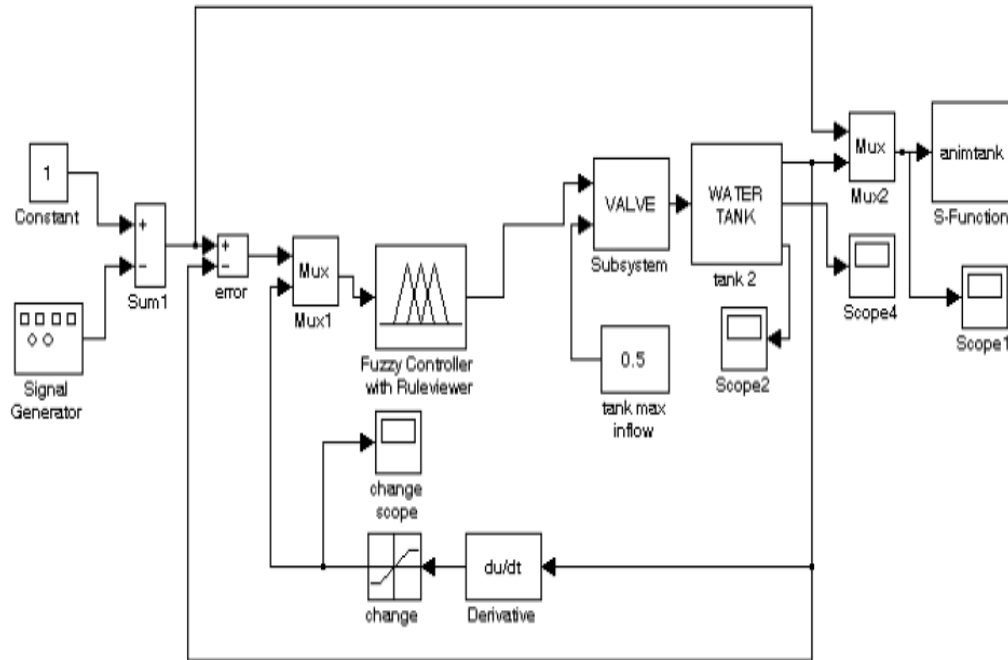 1
Constant
+
−
Sum1
Signal
Generator
+
−
error
Mux
Mux1
Fuzzy Controller
with Ruleviewer
VALVE
Subsystem
0.5
tank max
inflow
WATER
TANK
tank 2
Scope2
Mux
Mux2
Scope4
animtank
S-Function
Scope1
change
scope
change
du/dt
Derivative